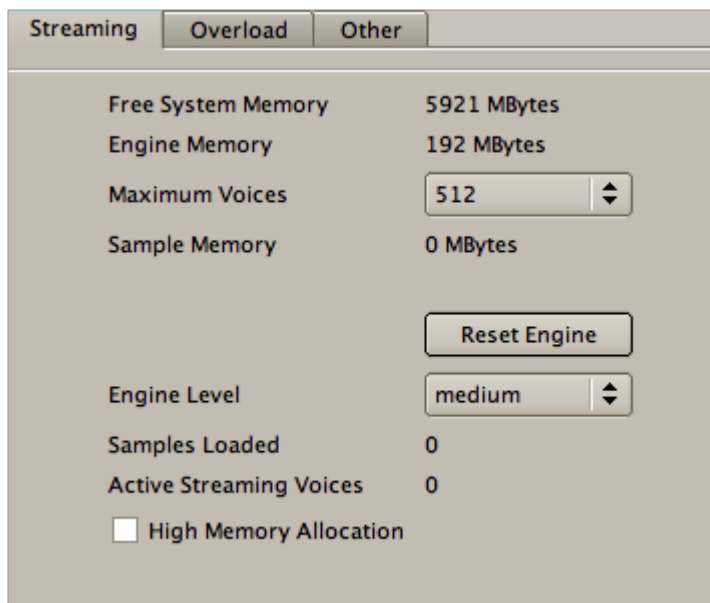 Streaming Overload Other
Free System Memory 5921 MBytes
Engine Memory 192 MBytes
Maximum Voices 512
Sample Memory 0 MBytes
Reset Engine
Engine Level medium
Samples Loaded 0
Active Streaming Voices 0
High Memory Allocation